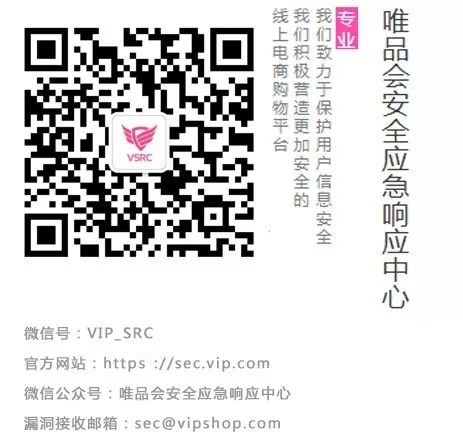 唯品会安全应急响应中心
专业
我们致力于保护用户信息安全
我们积极营造更加安全的
线上电商购物平台
VSRC
微信号：VIP_SRC
官方网站：https ://sec.vip.com
微信公众号：唯品会安全应急响应中心
漏洞接收邮箱：sec@vipshop.com